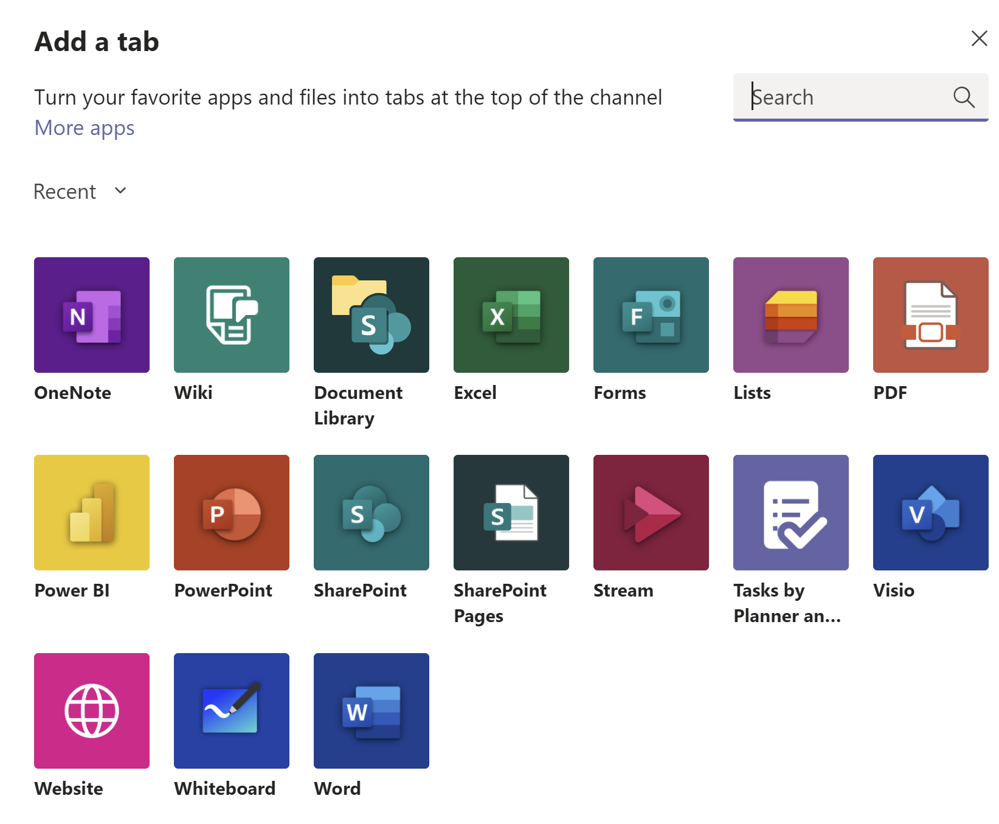 Add a tab
Turn your favorite apps and files into tabs at the top of the channel
Search
More apps
Recent
N
S
X
F
OneNote
Wiki
Document
Library
Excel
Forms
Lists
PDF
P
S
S
V
Power BI
PowerPoint
SharePoint
SharePoint
Pages
Stream
Tasks by
Planner an...
Visio
W
Website
Whiteboard
Word